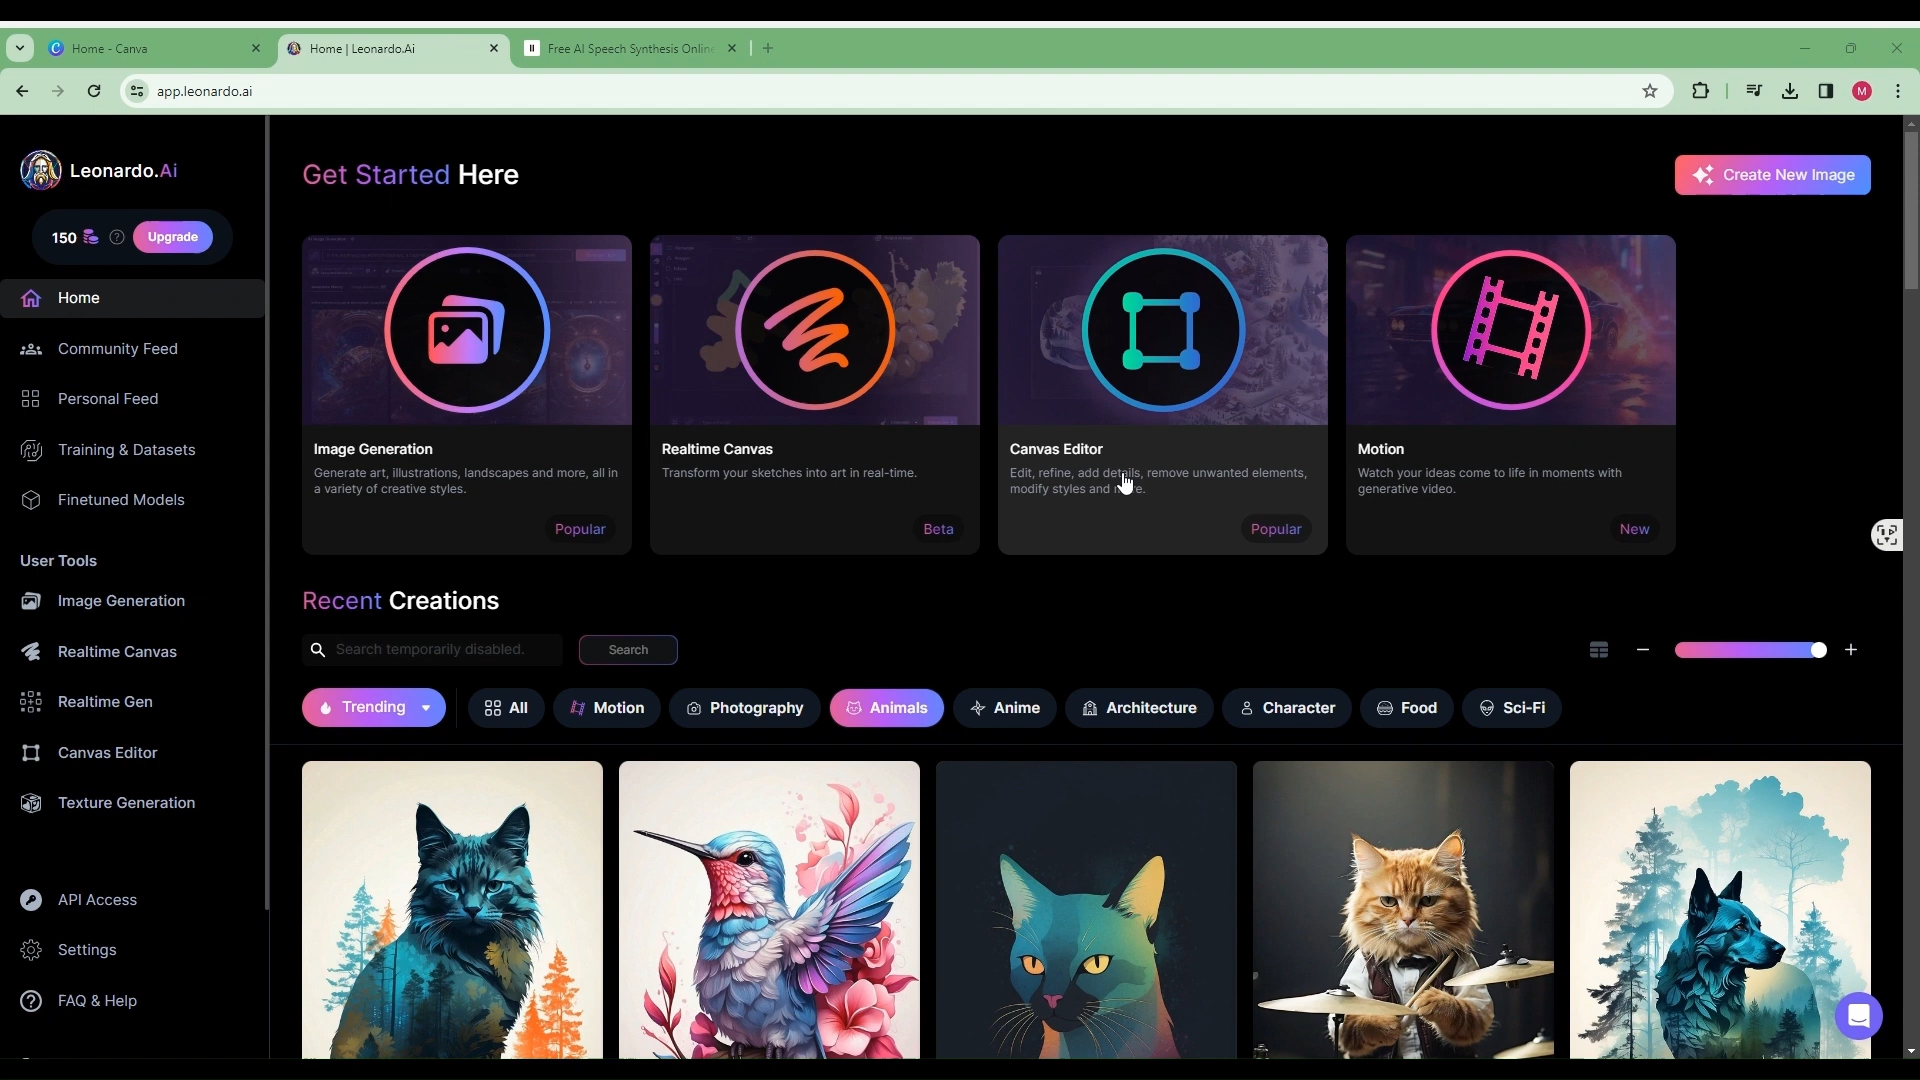 Home - Canva
Home | Leonardo.Ai
Free AI Speech Synthesis Online
app.leonardo.ai
M
Leonardo.Ai
150
Upgrade
Home
Community Feed
Personal Feed
Training & Datasets
Finetuned Models
User Tools
Image Generation
Realtime Canvas
Realtime Gen
Canvas Editor
Texture Generation
API Access
Settings
FAQ & Help
Get Started Here
Create New Image
Image Generation
Generate art, illustrations, landscapes and more, all in
a variety of creative styles.
Popular
Realtime Canvas
Transform your sketches into art in real-time.
Beta
Canvas Editor
Edit, refine, add details, remove unwanted elements,
modify styles and more.
Popular
Motion
Watch your ideas come to life in moments with
generative video.
New
Recent Creations
Search temporarily disabled.
Search
Trending
All
Motion
Photography
Animals
Anime
Architecture
Character
Food
Sci-Fi